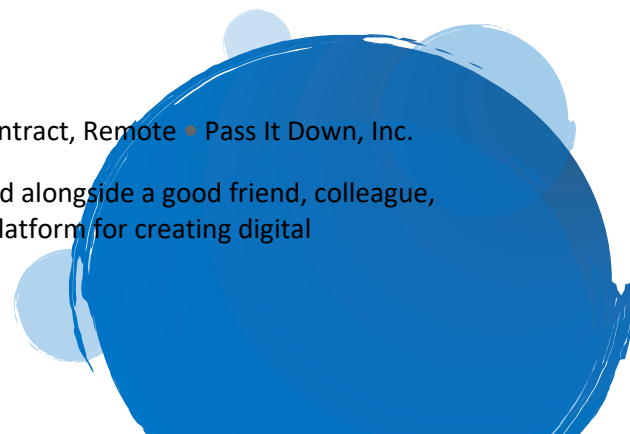 ntract, Remote • Pass It Down, Inc.
d alongside a good friend, colleague,
latform for creating digital